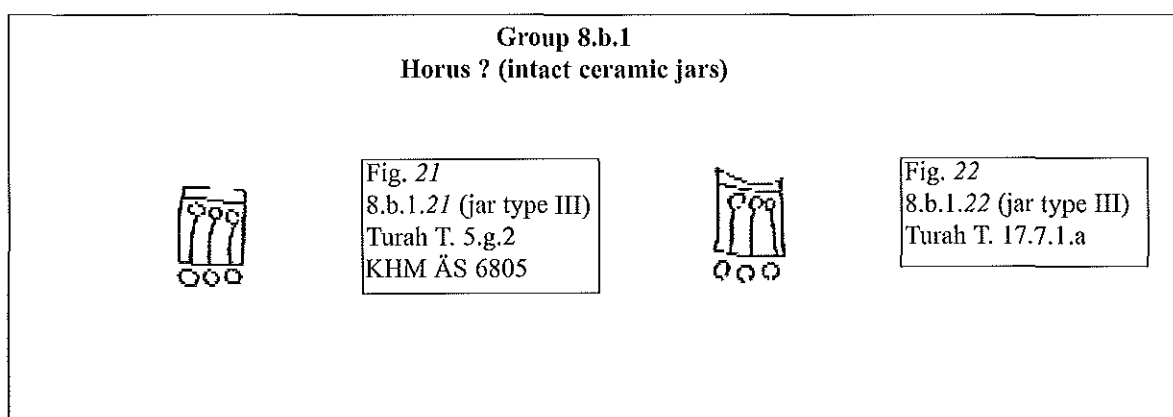 Group 8.b.1
Horus ? (intact ceramic jars)
Fig. 21
8.b.1.21 (jar type III)
Turah T. 5.g.2
KHM ÄS 6805
Fig. 22
8.b.1.22 (jar type III)
Turah T. 17.7.1.a